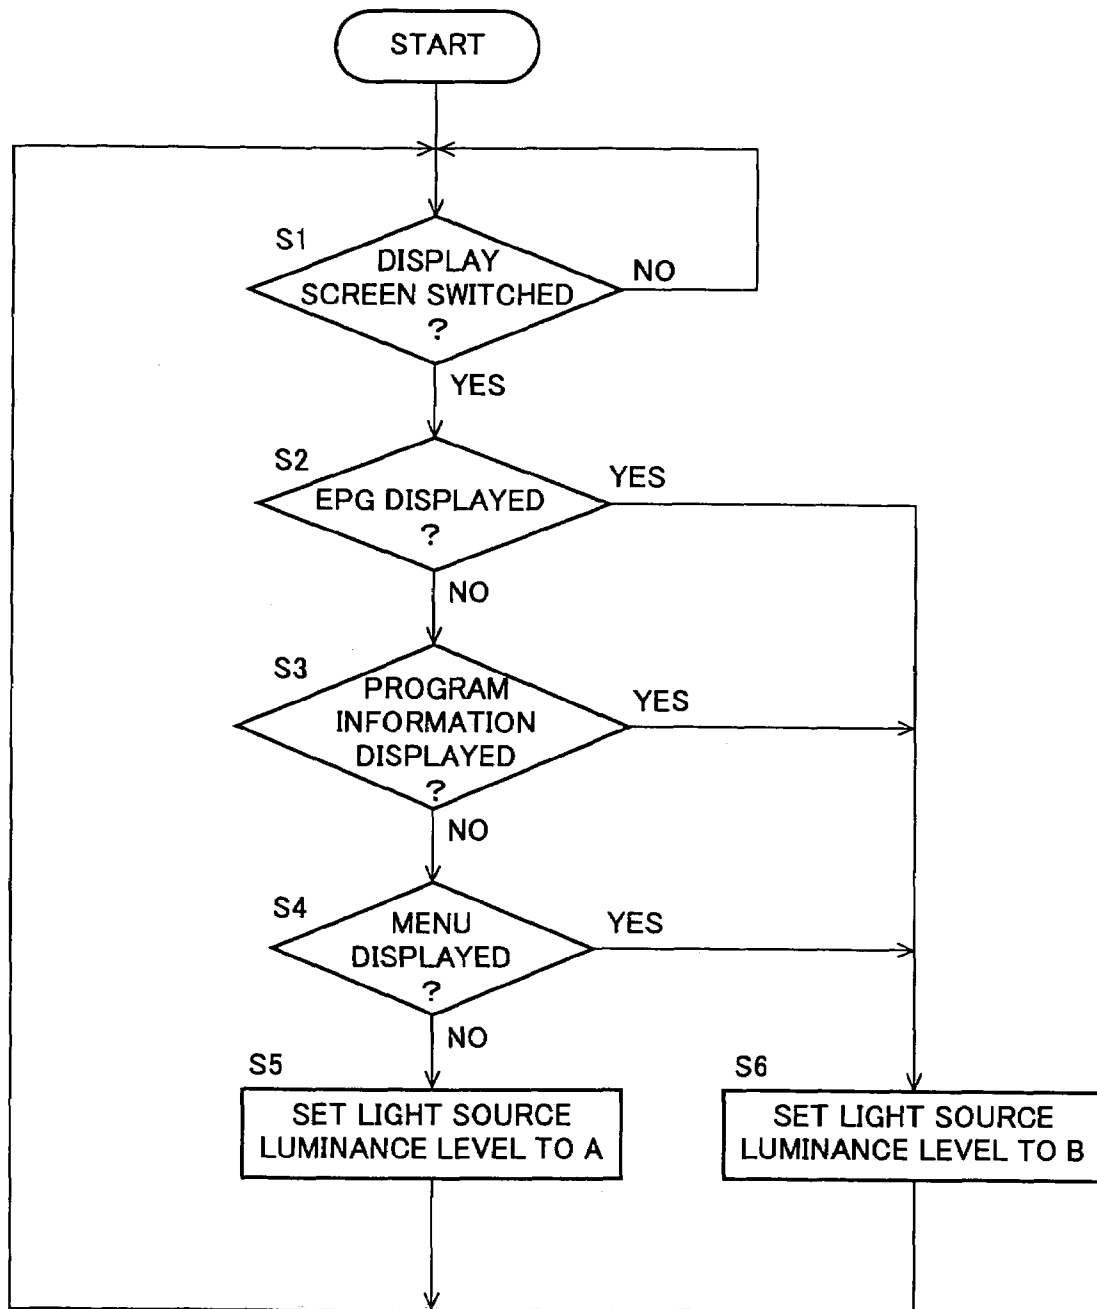 START
S1
DISPLAY
SCREEN SWITCHED
?
NO
YES
S2
EPG DISPLAYED
?
YES
NO
S3
PROGRAM
INFORMATION
DISPLAYED
?
YES
NO
S4
MENU
DISPLAYED
?
YES
NO
S5
SET LIGHT SOURCE
LUMINANCE LEVEL TO A
S6
SET LIGHT SOURCE
LUMINANCE LEVEL TO B